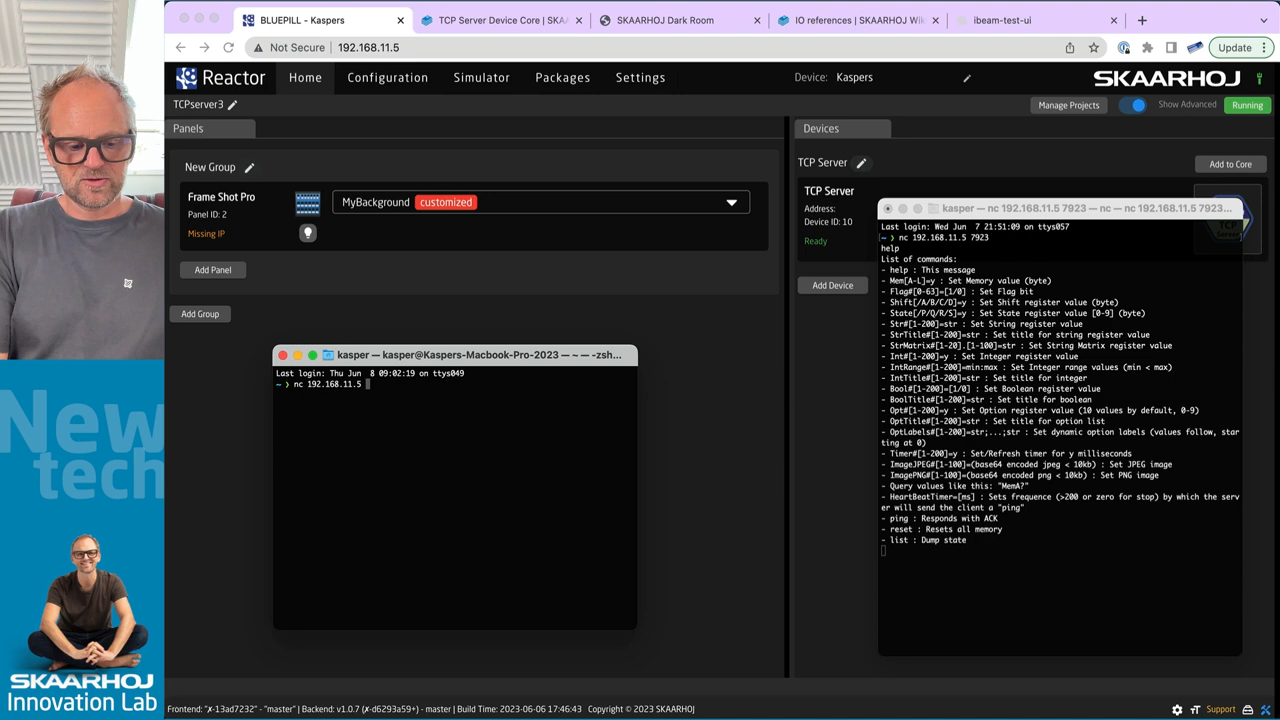 BLUEPILL - Kaspers
TCP Server Device Core | SKA
SKAARHOJ Dark Room
IO references | SKAARHOJ Wi
ibeam-test-ui
Not Secure | 192.168.11.5
Update
Reactor
Home
Configuration
Simulator
Packages
Settings
Device: Kaspers
SKAARHOJ
TCPserver3
Manage Projects
Show Advanced
Running
Panels
Devices
New Group
Frame Shot Pro
Panel ID: 2
Missing IP
MyBackground customized
Add Panel
Add Group
TCP Server
Add to Core
TCP Server
Address:
Device ID: 10
Ready
Add Device
kasper — kasper@Kaspers-Macbook-Pro-2023 — ~ — -zsh...
Last login: Thu Jun  8 09:02:19 on ttys049
~ ❯ nc 192.168.11.5
kasper — nc 192.168.11.5 7923 — nc — nc 192.168.11.5 7923...
Last login: Wed Jun  7 21:51:09 on ttys057
[~ ❯ nc 192.168.11.5 7923 ]
help
List of commands:
- help : This message
- Mem[A-L]=y : Set Memory value (byte)
- Flag#[0-63]=[1/0] : Set Flag bit
- Shift[/A/B/C/D]=y : Set Shift register value (byte)
- State[/P/Q/R/S]=y : Set State register value [0-9] (byte)
- Str#[1-200]=str : Set String register value
- StrTitle#[1-200]=str : Set title for string register value
- StrMatrix#[1-20].[1-100]=str : Set String Matrix register value
- Int#[1-200]=y : Set Integer register value
- IntRange#[1-200]=min:max : Set Integer range values (min < max)
- IntTitle#[1-200]=str : Set title for integer
- Bool#[1-200]=[1/0] : Set Boolean register value
- BoolTitle#[1-200]=str : Set title for boolean
- Opt#[1-200]=y : Set Option register value (10 values by default, 0-9)
- OptTitle#[1-200]=str : Set title for option list
- OptLabels#[1-200]=str;...;str : Set dynamic option labels (values follow, star
ting at 0)
- Timer#[1-200]=y : Set/Refresh timer for y milliseconds
- ImageJPEG#[1-100]=(base64 encoded jpeg < 10kb) : Set JPEG image
- ImagePNG#[1-100]=(base64 encoded png < 10kb) : Set PNG image
- Query values like this: "MemA?"
- HeartBeatTimer=[ms] : Sets frequency (>200 or zero for stop) by which the serv
er will send the client a "ping"
- ping : Responds with ACK
- reset : Resets all memory
- list : Dump state
New
tech
SKAARHOJ
Innovation Lab
Frontend: "✗-13ad7232" - "master" | Backend: v1.0.7 (✗-d6293a59+) - master | Build Time: 2023-06-06 17:46:43 Copyright © 2023 SKAARHOJ
Support